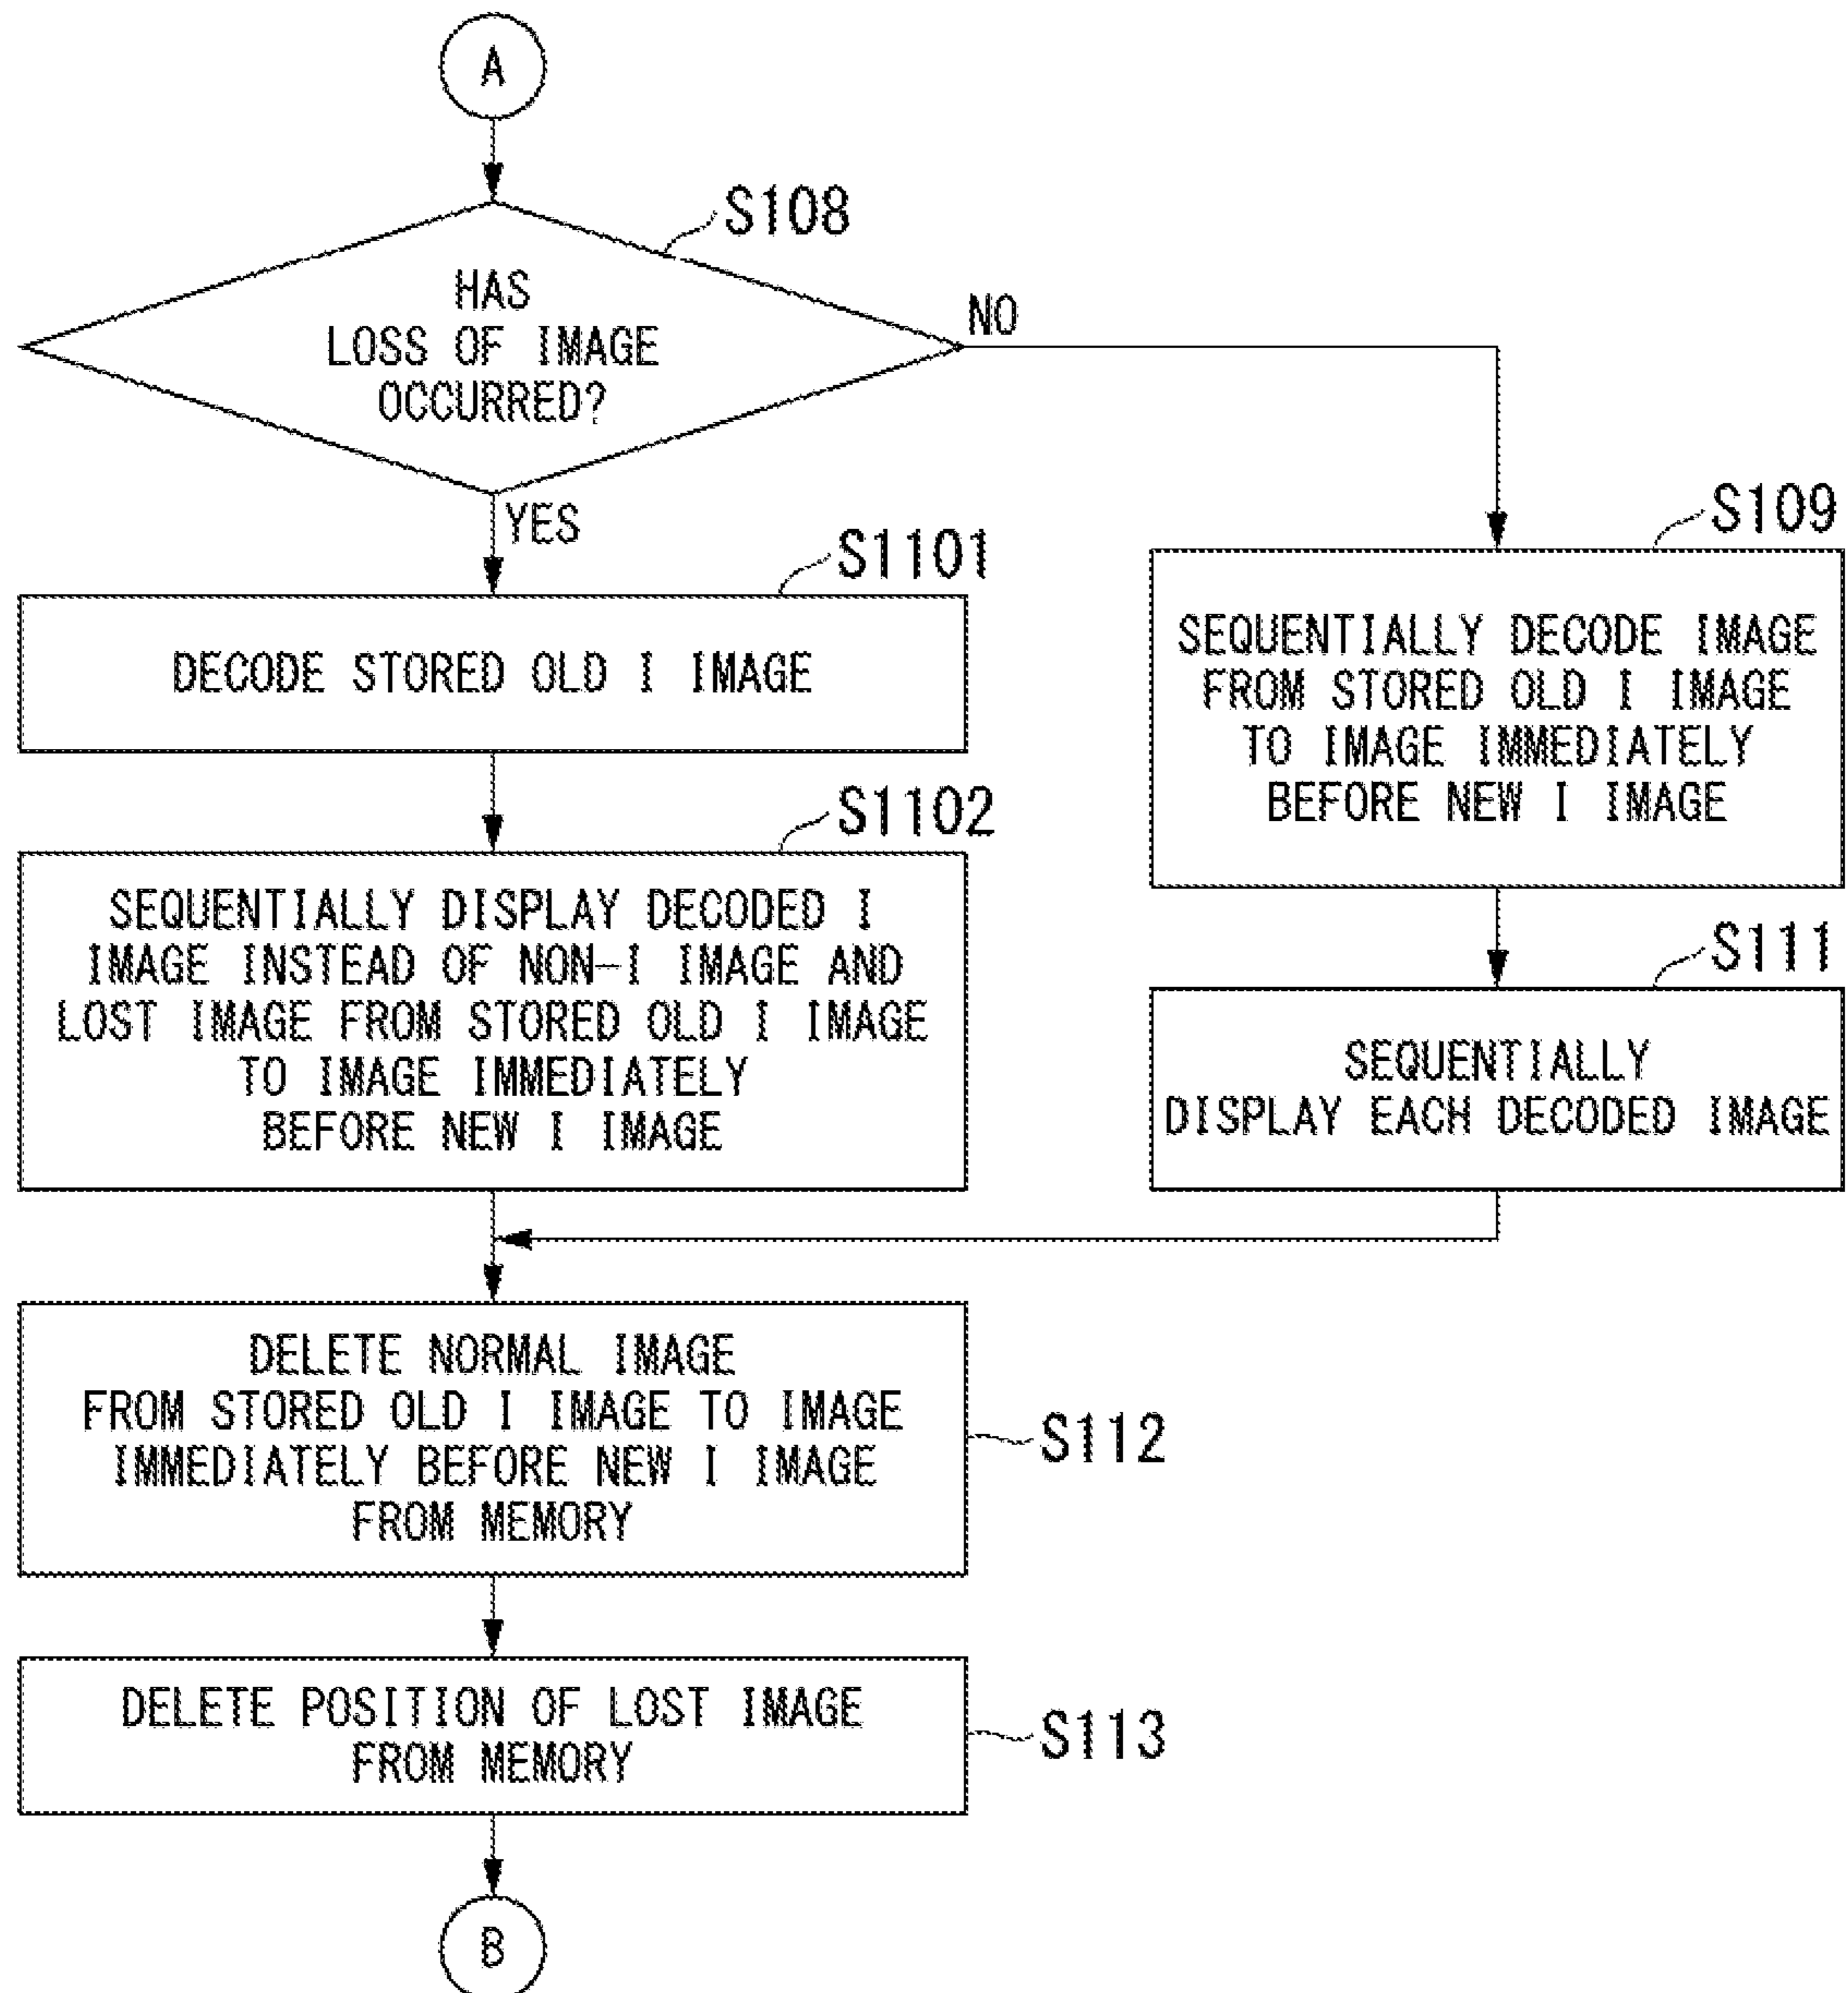 A
S108
HAS
LOSS OF IMAGE
OCCURRED?
NO
YES
S1101
DECODE STORED OLD I IMAGE
S109
SEQUENTIALLY DECODE IMAGE
FROM STORED OLD I IMAGE
TO IMAGE IMMEDIATELY
BEFORE NEW I IMAGE
S1102
SEQUENTIALLY DISPLAY DECODED I
IMAGE INSTEAD OF NON-I IMAGE AND
LOST IMAGE FROM STORED OLD I IMAGE
TO IMAGE IMMEDIATELY
BEFORE NEW I IMAGE
S111
SEQUENTIALLY
DISPLAY EACH DECODED IMAGE
DELETE NORMAL IMAGE
FROM STORED OLD I IMAGE TO IMAGE
IMMEDIATELY BEFORE NEW I IMAGE
FROM MEMORY
S112
DELETE POSITION OF LOST IMAGE
FROM MEMORY
S113
B